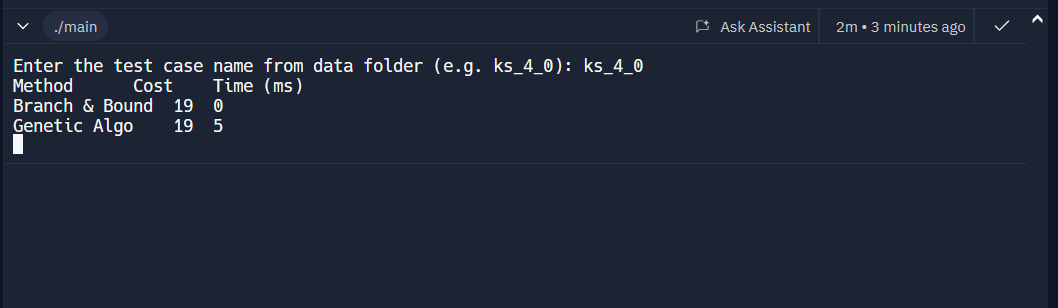 ./main Ask Assistant 2m • 3 minutes ago
Enter the test case name from data folder (e.g. ks_4_0): ks_4_0
Method Cost Time (ms)
Branch & Bound 19 0
Genetic Algo 19 5